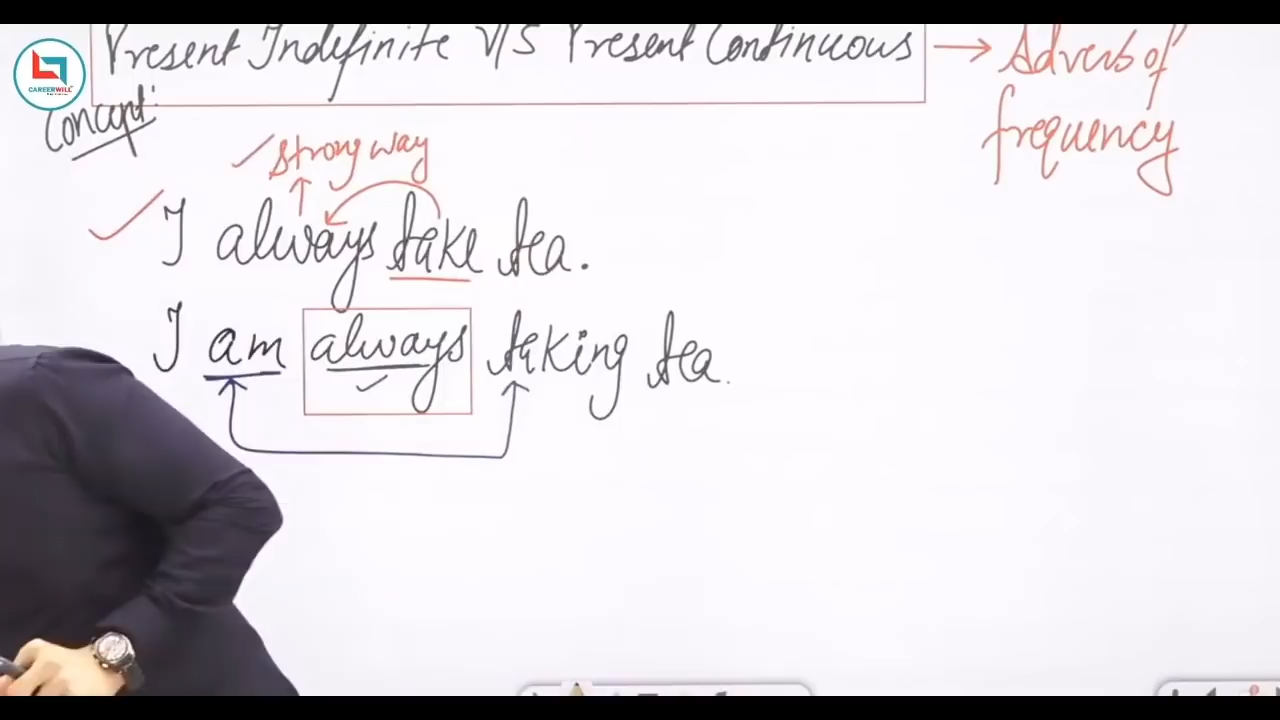 Present Indefinite V/S Present Continuous → Adverb of
frequency
CAREERWILL
Concept:
✓ strong way
✓ I always take tea.
I am always taking tea.